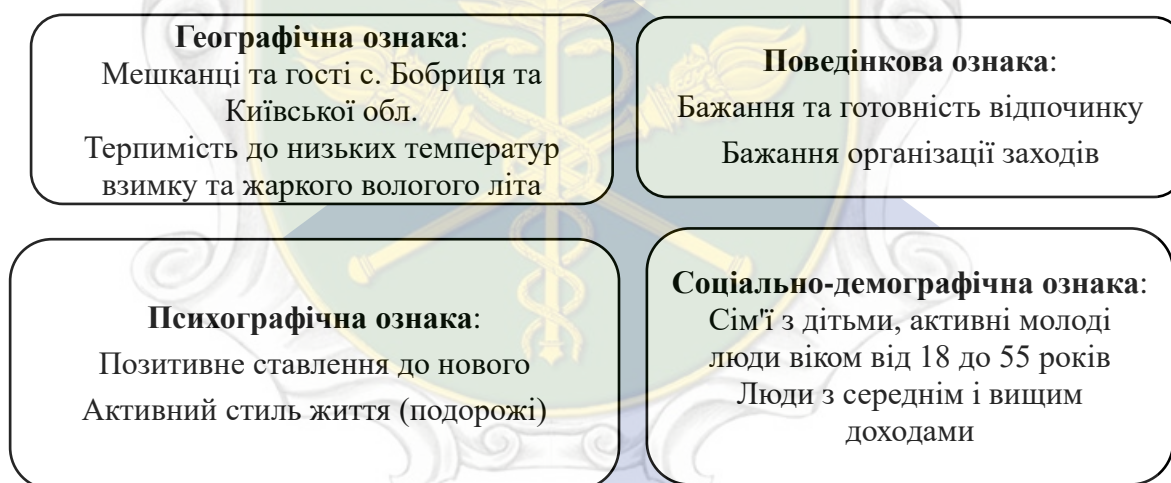 Географічна ознака:
Мешканці та гості с. Бобриця та
Київської обл.
Терпимість до низьких температур
взимку та жаркого вологого літа
Поведінкова ознака:
Бажання та готовність відпочинку
Бажання організації заходів
Психографічна ознака:
Позитивне ставлення до нового
Активний стиль життя (подорожі)
Соціально-демографічна ознака:
Сім'ї з дітьми, активні молоді
люди віком від 18 до 55 років
Люди з середнім і вищим
доходами